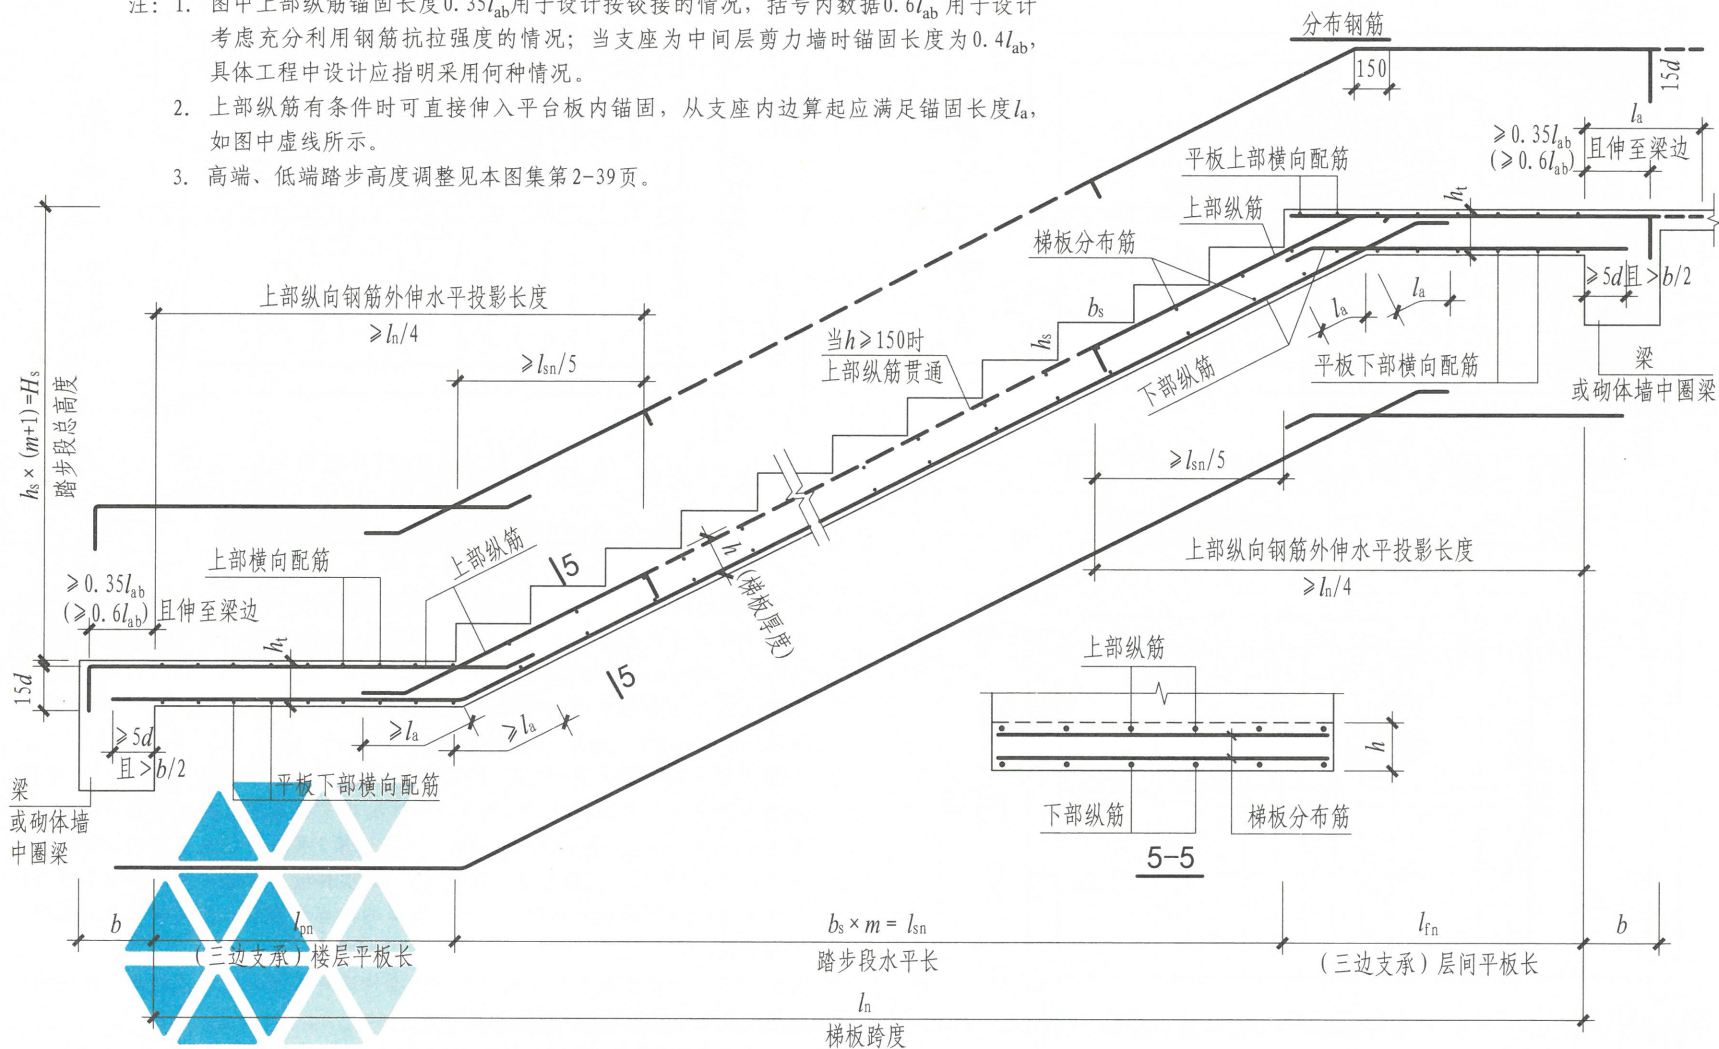 注：1. 图中上部纵筋锚固长度0.35lab用于设计按铰接的情况，括号内数据0.6lab用于设计
考虑充分利用钢筋抗拉强度的情况；当支座为中间层剪力墙时锚固长度为0.4lab，
具体工程中设计应指明采用何种情况。
2. 上部纵筋有条件时可直接伸入平台板内锚固，从支座内边算起应满足锚固长度la，
如图中虚线所示。
3. 高端、低端踏步高度调整见本图集第2-39页。
分布钢筋
150
15d
la
≥0.35lab
(≥0.6lab)
且伸至梁边
平板上部横向配筋
ht
上部纵筋
梯板分布筋
≥5d且>b/2
la
la
bs
hs
当h≥150时
上部纵筋贯通
下部纵筋
平板下部横向配筋
梁
或砌体墙中圈梁
上部纵向钢筋外伸水平投影长度
≥ln/4
≥lsn/5
hs×(m+1)=Hs
踏步段总高度
≥lsn/5
上部纵向钢筋外伸水平投影长度
≥ln/4
上部横向配筋
上部纵筋
5
h
(梯板厚度)
≥0.35lab
(≥0.6lab)
且伸至梁边
ht
15d
5
≥la
≥la
≥5d
且>b/2
平板下部横向配筋
梁
或砌体墙
中圈梁
上部纵筋
h
下部纵筋
梯板分布筋
5-5
b
lpn
bs×m=lsn
lfn
b
(三边支承)楼层平板长
踏步段水平长
(三边支承)层间平板长
ln
梯板跨度